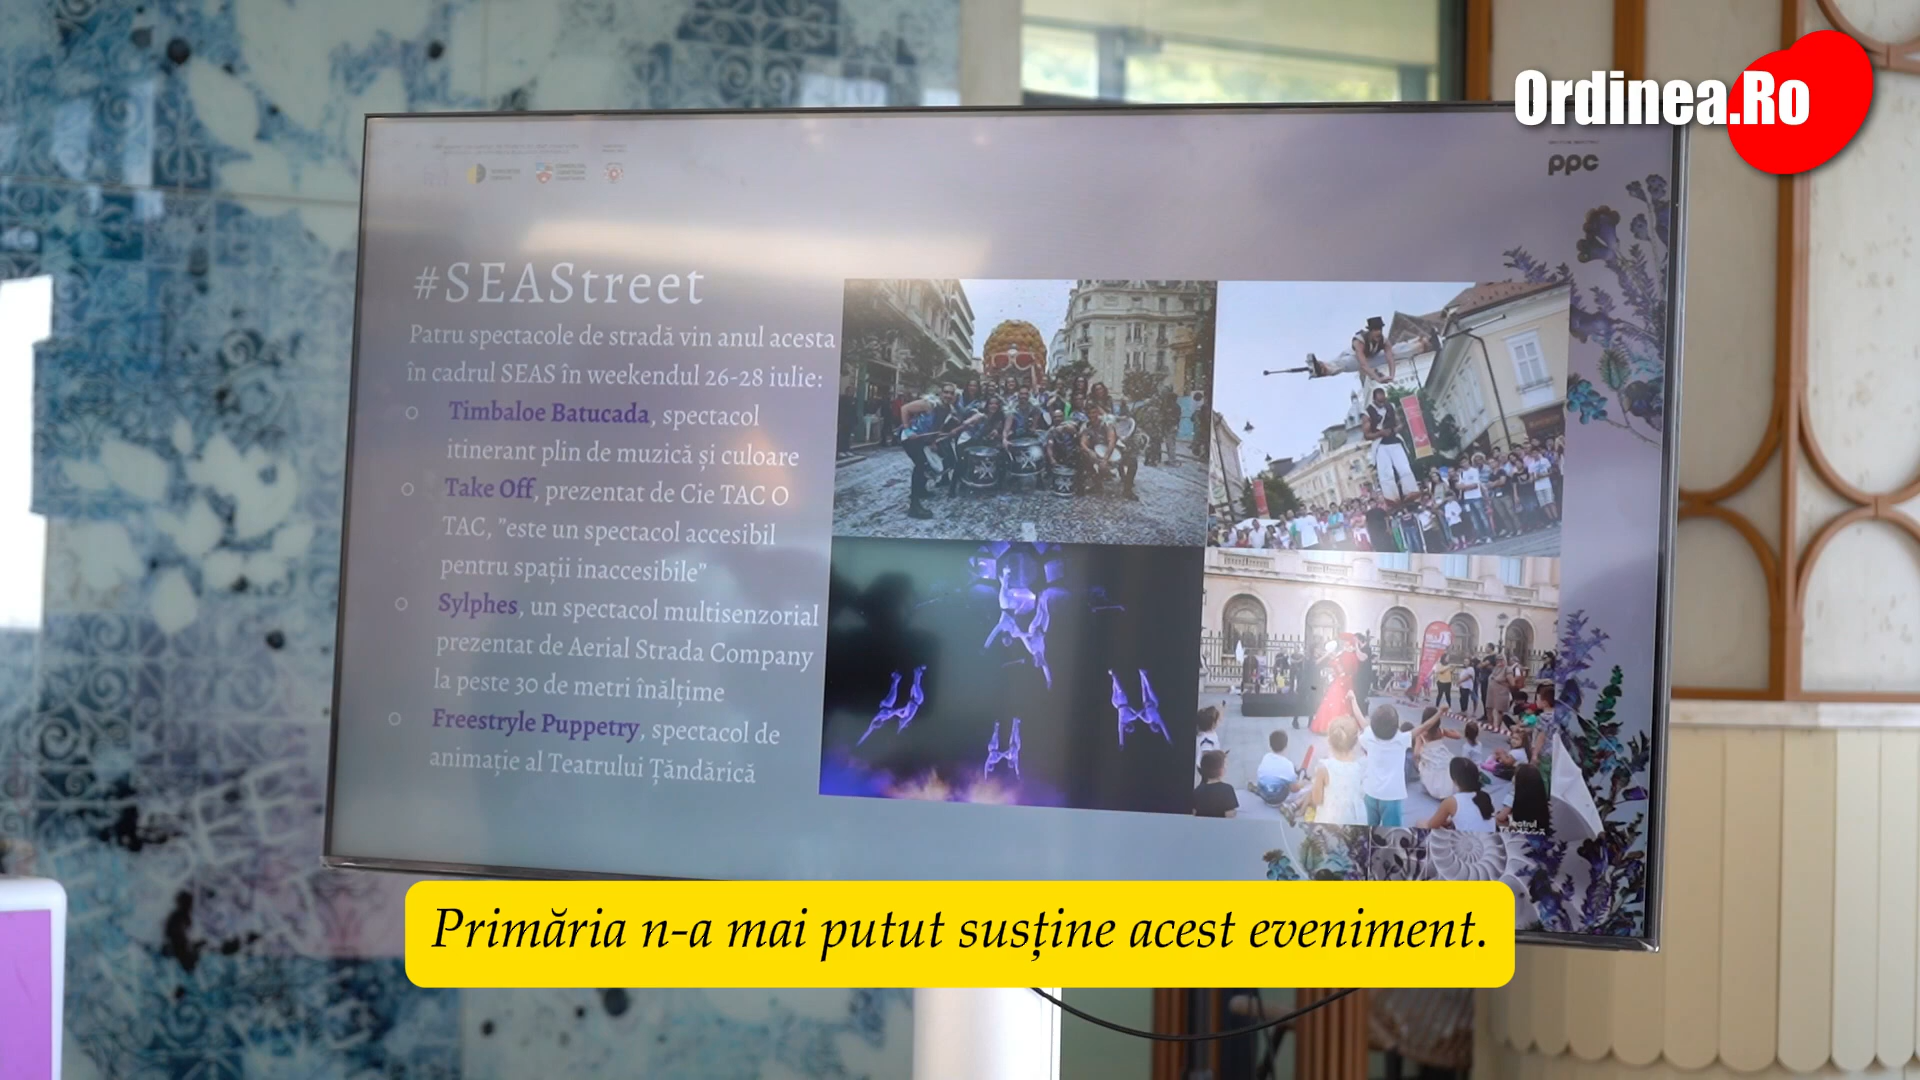 Ordinea.Ro
ppc
#SEAStreet
Patru spectacole de stradă vin anul acesta
în cadrul SEAS în weekendul 26-28 iulie:
Timbaloe Batucada, spectacol
itinerant plin de muzică și culoare
Take Off, prezentat de Cie TAC O
TAC, ”este un spectacol accesibil
pentru spații inaccesibile”
Sylphes, un spectacol multisenzorial
prezentat de Aerial Strada Company
la peste 30 de metri înălțime
Freestryle Puppetry, spectacol de
animație al Teatrului Țăndărică
Teatrul
Primăria n-a mai putut susține acest eveniment.